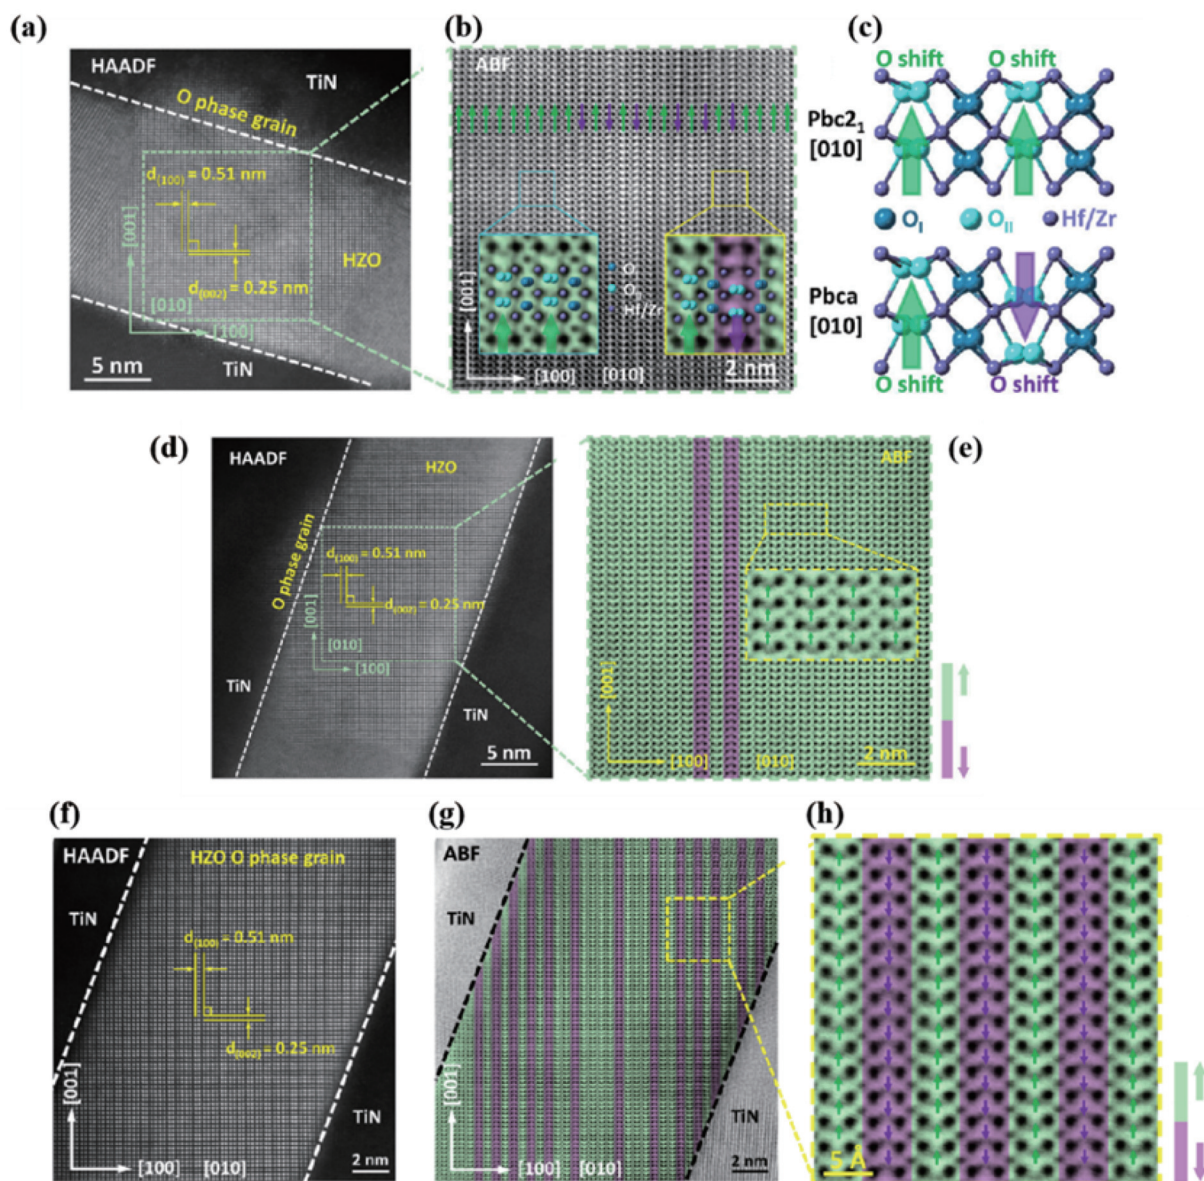 (a)
HAADF
TiN
O phase grain
d(100) = 0.51 nm
[001]
HZO
d(002) = 0.25 nm
[010]
[100]
TiN
5 nm
(b)
ABF
O
O
Hf/Zr
[001]
2 nm
[100] [010]
(c)
O shift O shift
Pbc2₁
[010]
O_I O_II Hf/Zr
Pbca
[010]
O shift O shift
(d)
HAADF
HZO
O phase grain
d(100) = 0.51 nm
[001]
d(002) = 0.25 nm
[010]
[100]
TiN
TiN
5 nm
(e)
ABF
[001]
[100] [010]
2 nm
(f)
HAADF
HZO O phase grain
TiN
d(100) = 0.51 nm
d(002) = 0.25 nm
[001]
TiN
[100] [010]
2 nm
(g)
ABF
TiN
[001]
TiN
[100] [010]
2 nm
(h)
5 Å